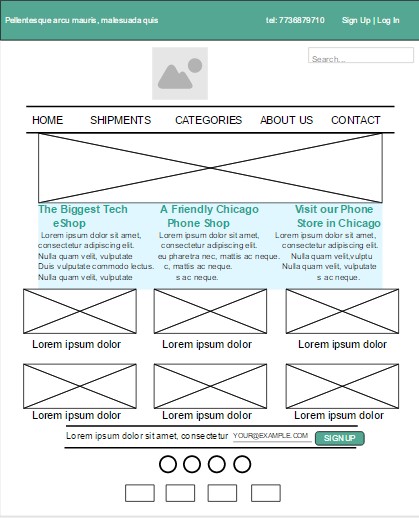 Pellentesque arcu mauris, malesuada quis
tel: 7736879710
Sign Up | Log In
Search...
HOME
SHIPMENTS
CATEGORIES
ABOUT US
CONTACT
The Biggest Tech
eShop
Lorem ipsum dolor sit amet,
consectetur adipiscing elit.
Nulla quam velit, vulputate
Duis vulputate commodo lectus.
Nulla quam velit, vulputate
A Friendly Chicago
Phone Shop
Lorem ipsum dolor sit amet,
consectetur adipiscing elit.
eu pharetra nec, mattis ac neque.
c, mattis ac neque.
s ac neque.
Visit our Phone
Store in Chicago
Lorem ipsum dolor sit amet,
consectetur adipiscing elit.
Nulla quam velit,vulptu
Nulla quam velit,vulputate
s ac neque.
Lorem ipsum dolor
Lorem ipsum dolor
Lorem ipsum dolor
Lorem ipsum dolor
Lorem ipsum dolor
Lorem ipsum dolor
Lorem ipsum dolor sit amet, consectetur
YOUR@EXAMPLE.COM
SIGN UP